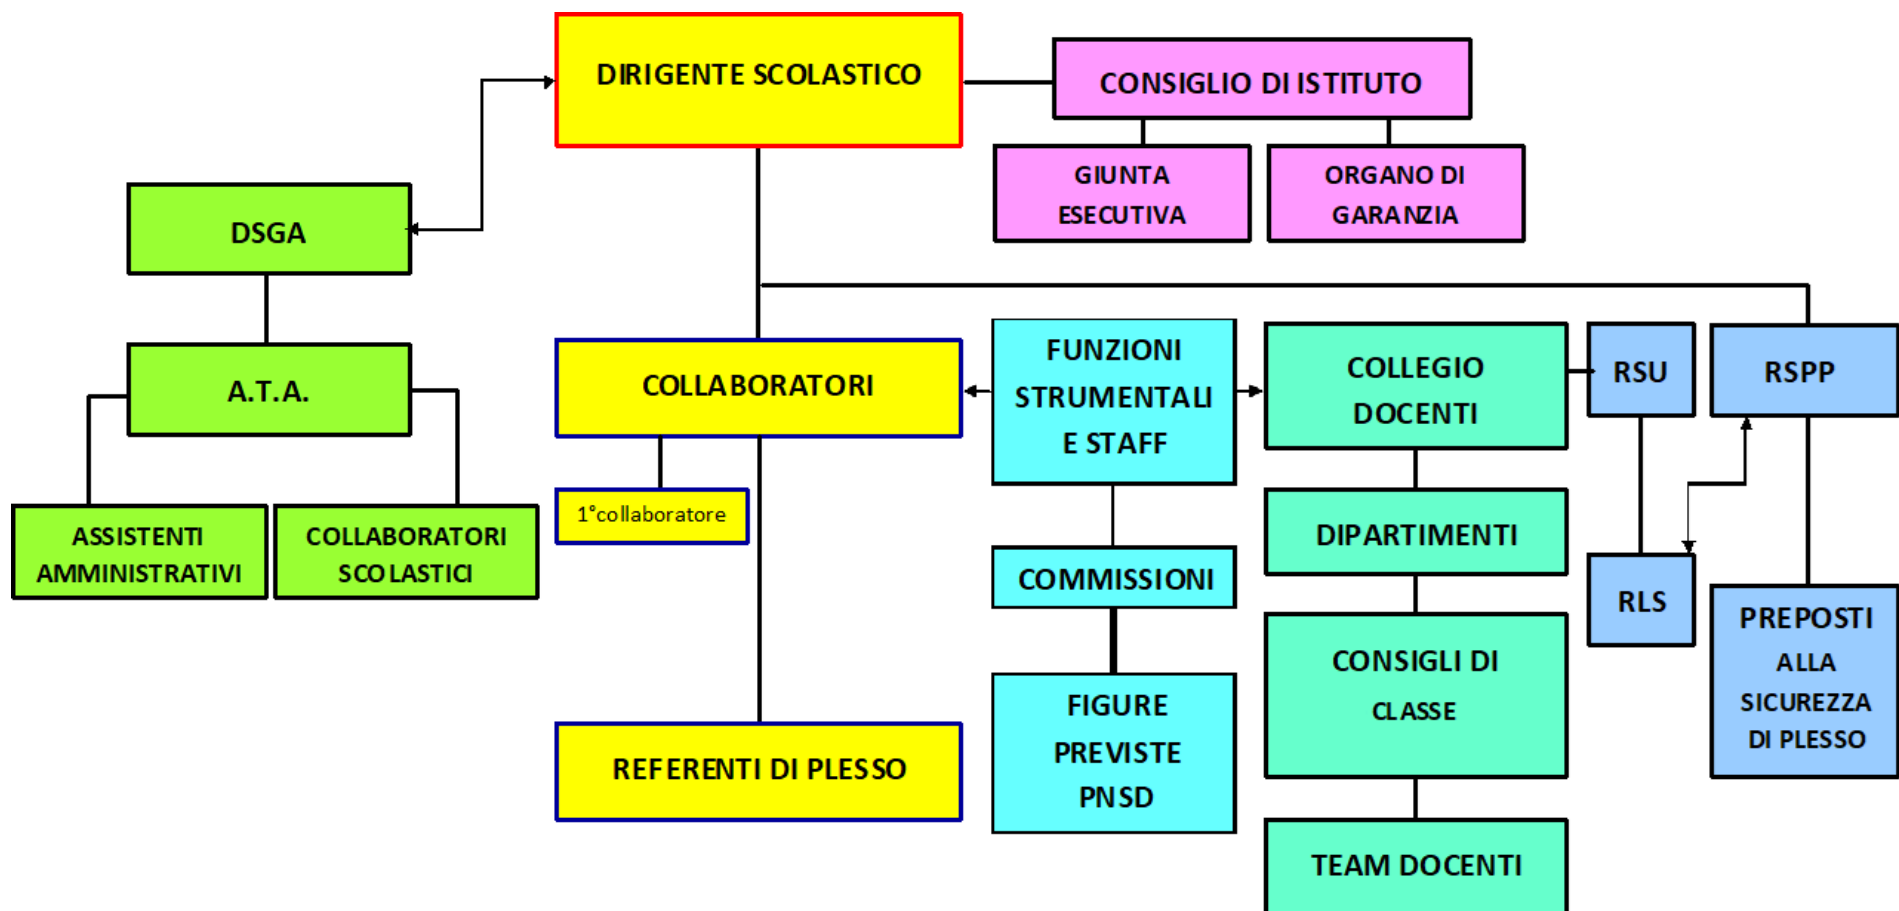 DIRIGENTE SCOLASTICO
CONSIGLIO DI ISTITUTO
GIUNTA
ESECUTIVA
ORGANO DI
GARANZIA
DSGA
A.T.A.
ASSISTENTI
AMMINISTRATIVI
COLLABORATORI
SCOLASTICI
COLLABORATORI
1°collaboratore
REFERENTI DI PLESSO
FUNZIONI
STRUMENTALI
E STAFF
COMMISSIONI
FIGURE
PREVISTE
PNSD
COLLEGIO
DOCENTI
DIPARTIMENTI
CONSIGLI DI
CLASSE
TEAM DOCENTI
RSU
RLS
RSPP
PREPOSTI
ALLA
SICUREZZA
DI PLESSO